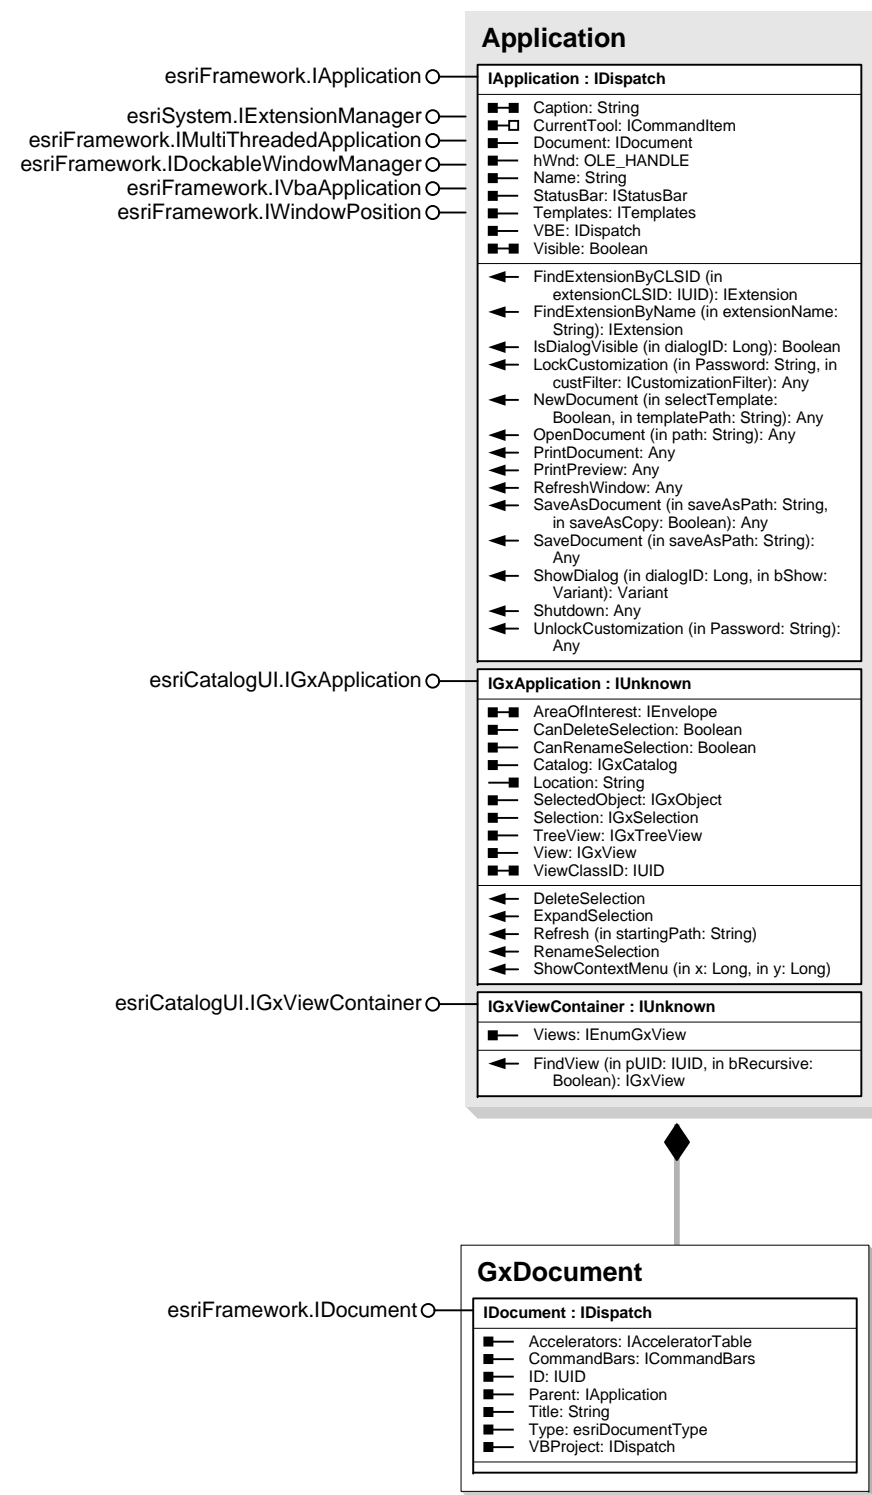 Application
esriFramework.IApplication
IApplication : IDispatch
esriSystem.IExtensionManager
esriFramework.IMultiThreadedApplication
esriFramework.IDockableWindowManager
esriFramework.IVbaApplication
esriFramework.IWindowPosition
Caption: String
CurrentTool: ICommandItem
Document: IDocument
hWnd: OLE_HANDLE
Name: String
StatusBar: IStatusBar
Templates: ITemplates
VBE: IDispatch
Visible: Boolean
FindExtensionByCLSID (in
extensionCLSID: IUID): IExtension
FindExtensionByName (in extensionName:
String): IExtension
IsDialogVisible (in dialogID: Long): Boolean
LockCustomization (in Password: String, in
custFilter: ICustomizationFilter): Any
NewDocument (in selectTemplate:
Boolean, in templatePath: String): Any
OpenDocument (in path: String): Any
PrintDocument: Any
PrintPreview: Any
RefreshWindow: Any
SaveAsDocument (in saveAsPath: String,
in saveAsCopy: Boolean): Any
SaveDocument (in saveAsPath: String):
Any
ShowDialog (in dialogID: Long, in bShow:
Variant): Variant
Shutdown: Any
UnlockCustomization (in Password: String):
Any
esriCatalogUI.IGxApplication
IGxApplication : IUnknown
AreaOfInterest: IEnvelope
CanDeleteSelection: Boolean
CanRenameSelection: Boolean
Catalog: IGxCatalog
Location: String
SelectedObject: IGxObject
Selection: IGxSelection
TreeView: IGxTreeView
View: IGxView
ViewClassID: IUID
DeleteSelection
ExpandSelection
Refresh (in startingPath: String)
RenameSelection
ShowContextMenu (in x: Long, in y: Long)
esriCatalogUI.IGxViewContainer
IGxViewContainer : IUnknown
Views: IEnumGxView
FindView (in pUID: IUID, in bRecursive:
Boolean): IGxView
GxDocument
esriFramework.IDocument
IDocument : IDispatch
Accelerators: IAcceleratorTable
CommandBars: ICommandBars
ID: IUID
Parent: IApplication
Title: String
Type: esriDocumentType
VBProject: IDispatch